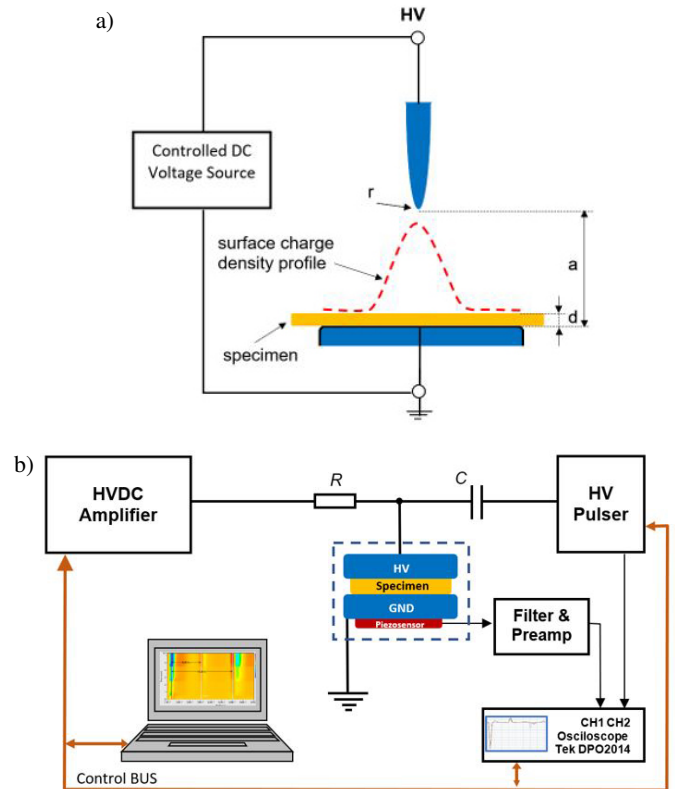 a)
HV
Controlled DC
Voltage Source
r
surface charge
density profile
a
d
specimen
b)
HVDC
Amplifier
R
C
HV
Pulser
HV
Specimen
GND
Piezosensor
Filter &
Preamp
CH1 CH2
Osciloscope
Tek DPO2014
Control BUS